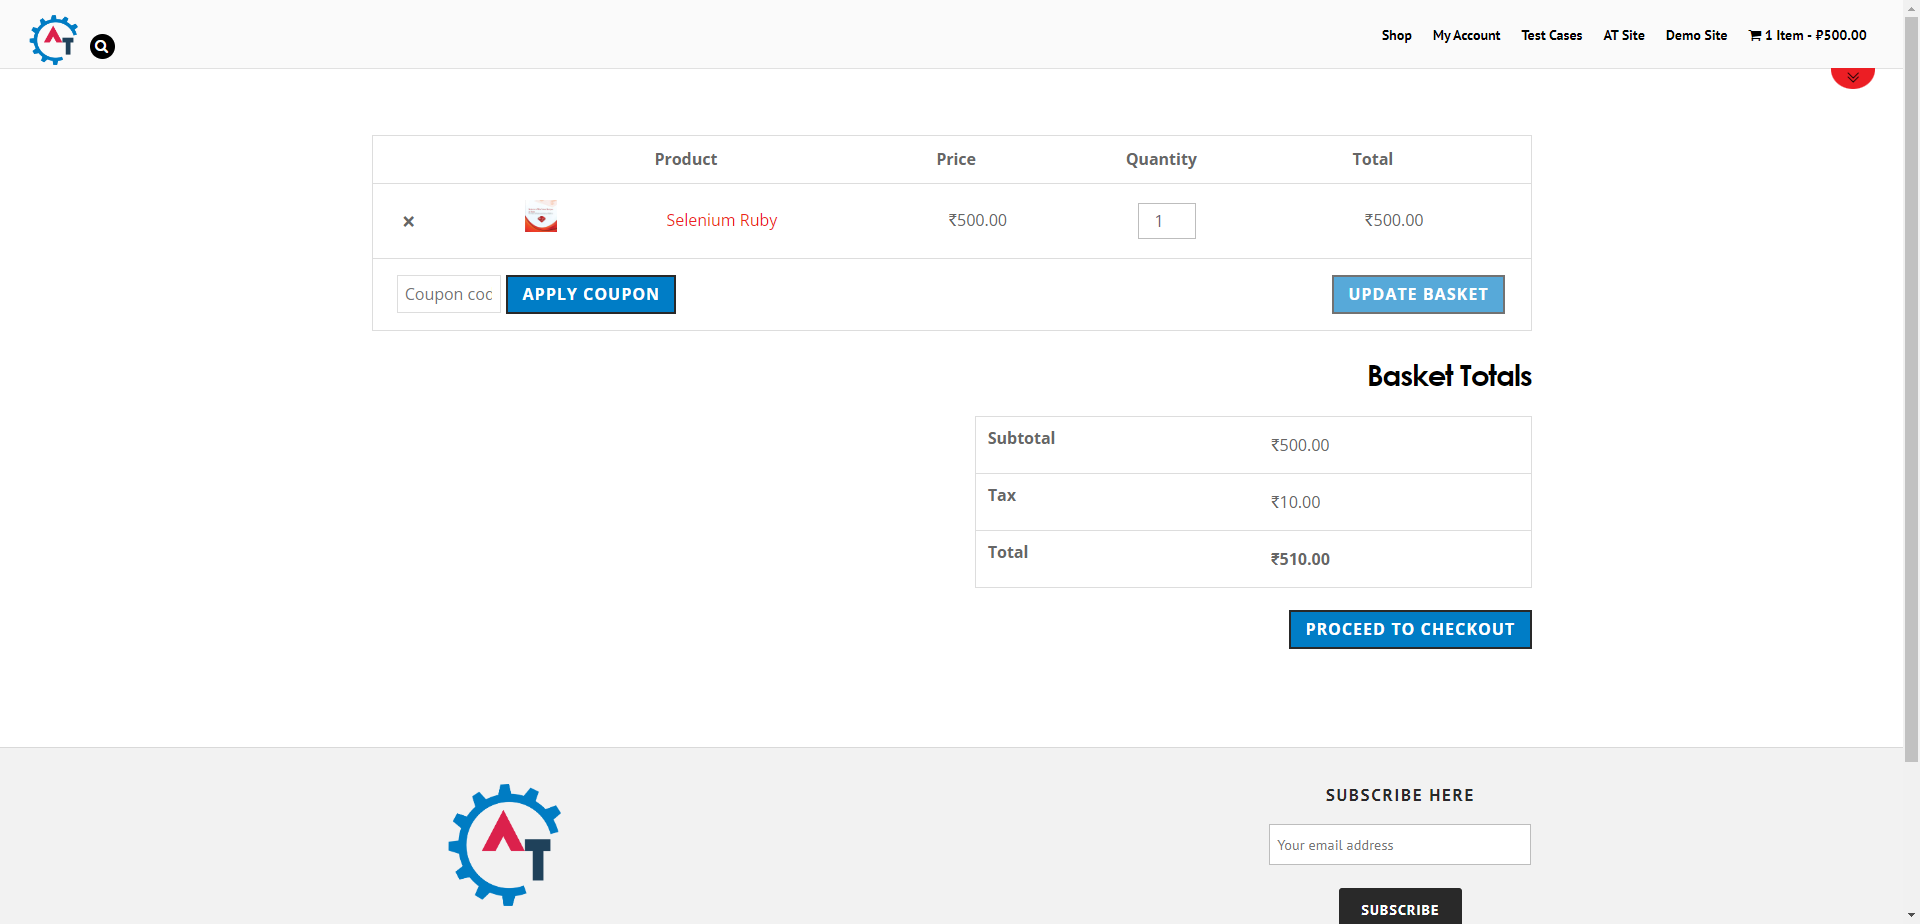 AT
Shop My Account Test Cases AT Site Demo Site 1 Item - ₽500.00
Product Price Quantity Total
× Selenium Ruby ₹500.00 1 ₹500.00
Coupon coc APPLY COUPON UPDATE BASKET
Basket Totals
Subtotal ₹500.00
Tax ₹10.00
Total ₹510.00
PROCEED TO CHECKOUT
AT
SUBSCRIBE HERE
Your email address
SUBSCRIBE